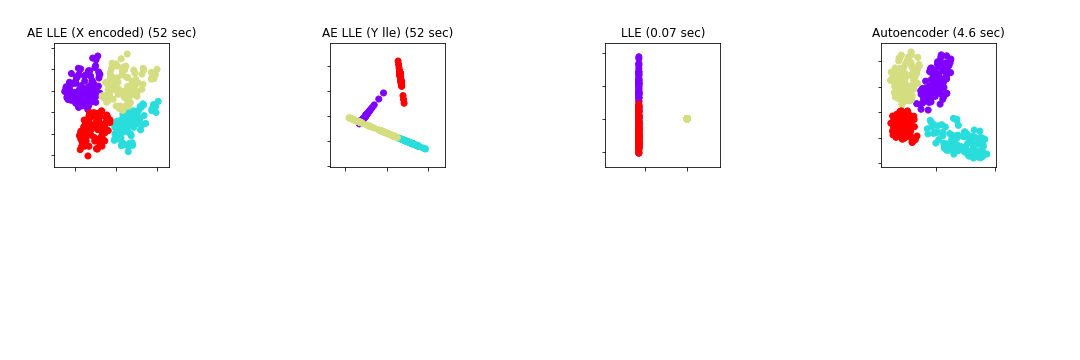 AE LLE (X encoded) (52 sec)
AE LLE (Y lle) (52 sec)
LLE (0.07 sec)
Autoencoder (4.6 sec)